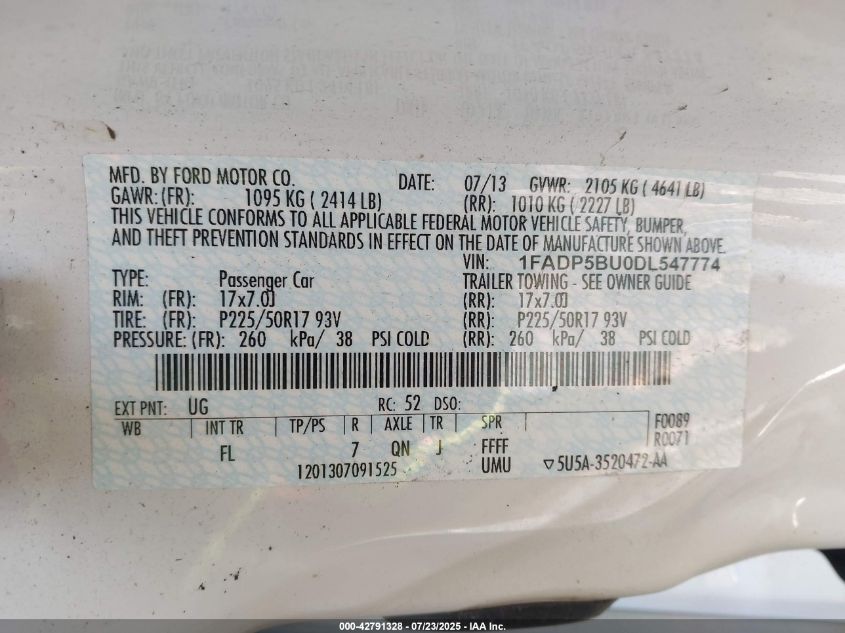 MFD. BY FORD MOTOR CO. DATE: 07/13 GVWR: 2105 KG ( 4641 LB)
GAWR: (FR): 1095 KG ( 2414 LB) (RR): 1010 KG ( 2227 LB)
THIS VEHICLE CONFORMS TO ALL APPLICABLE FEDERAL MOTOR VEHICLE SAFETY, BUMPER,
AND THEFT PREVENTION STANDARDS IN EFFECT ON THE DATE OF MANUFACTURE SHOWN ABOVE.
VIN: 1FADP5BU0DL547774
TYPE: Passenger Car TRAILER TOWING - SEE OWNER GUIDE
RIM: (FR): 17x7.0J (RR): 17x7.0J
TIRE: (FR): P225/50R17 93V (RR): P225/50R17 93V
PRESSURE: (FR): 260 kPa/ 38 PSI COLD (RR): 260 kPa/ 38 PSI COLD
EXT PNT: UG RC: 52 DSO:
WB INT TR TP/PS R AXLE TR SPR F0089
FL 7 QN J FFFF R0071
1201307091525 UMU ▽5U5A-3520472-AA
000-42791328 - 07/23/2025 - IAA Inc.